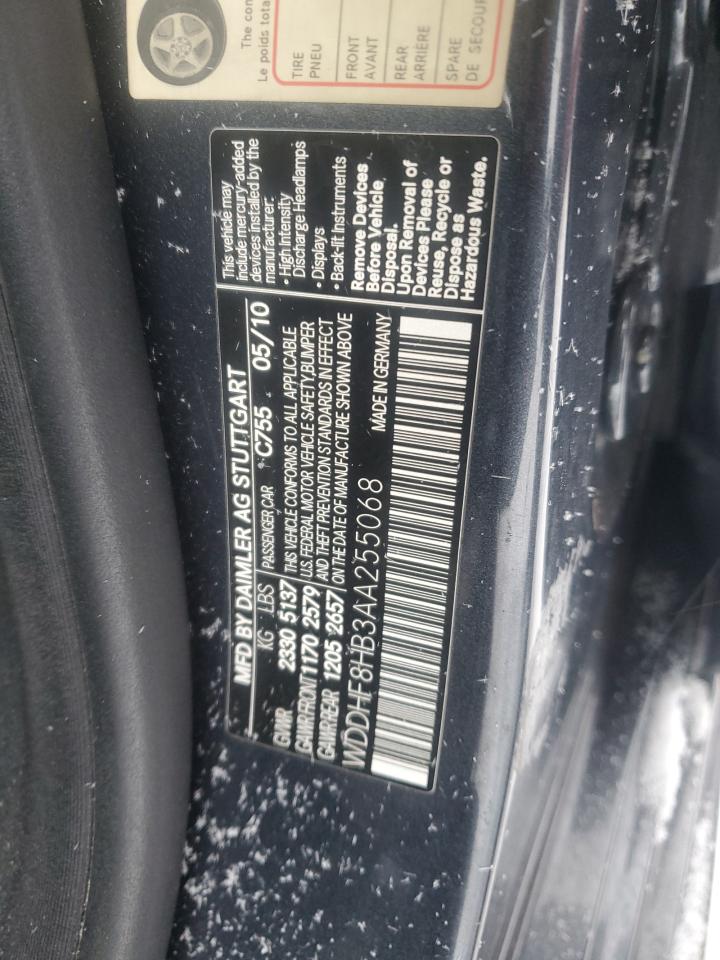 The con
Le poids tota
TIRE
PNEU
FRONT
AVANT
REAR
ARRIÈRE
SPARE
DE SECOUR
MFD BY DAIMLER AG STUTTGART
KG LBS PASSENGER CAR C755 05/10
GWR 2330 5137 THIS VEHICLE CONFORMS TO ALL APPLICABLE
GAWR FRONT 1170 2579 U.S. FEDERAL MOTOR VEHICLE SAFETY,BUMPER
GAWR REAR 1205 2657 AND THEFT PREVENTION STANDARDS IN EFFECT
ON THE DATE OF MANUFACTURE SHOWN ABOVE
WDDHF8HB3AA255068 MADE IN GERMANY
This vehicle may
include mercury-added
devices installed by the
manufacturer:
• High Intensity
Discharge Headlamps
• Displays
• Back-lit Instruments
Remove Devices
Before Vehicle
Disposal.
Upon Removal of
Devices Please
Reuse, Recycle or
Dispose as
Hazardous Waste.